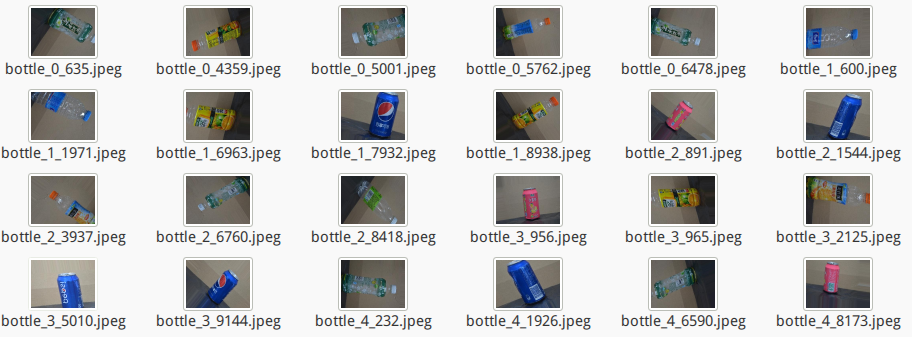 bottle_0_635.jpeg bottle_0_4359.jpeg bottle_0_5001.jpeg bottle_0_5762.jpeg bottle_0_6478.jpeg bottle_1_600.jpeg
bottle_1_1971.jpeg bottle_1_6963.jpeg bottle_1_7932.jpeg bottle_1_8938.jpeg bottle_2_891.jpeg bottle_2_1544.jpeg
bottle_2_3937.jpeg bottle_2_6760.jpeg bottle_2_8418.jpeg bottle_3_956.jpeg bottle_3_965.jpeg bottle_3_2125.jpeg
bottle_3_5010.jpeg bottle_3_9144.jpeg bottle_4_232.jpeg bottle_4_1926.jpeg bottle_4_6590.jpeg bottle_4_8173.jpeg